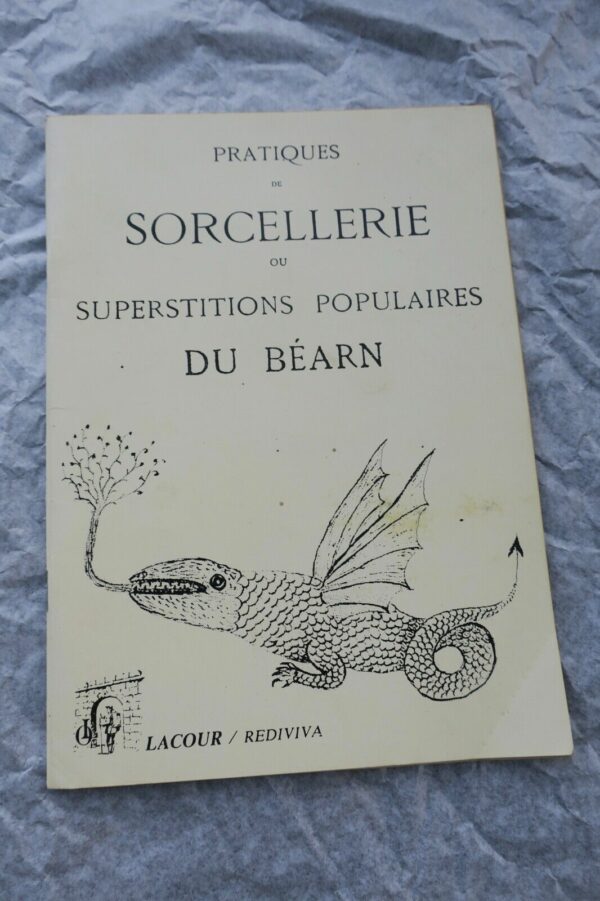 PRATIQUES
DE
SORCELLERIE
OU
SUPERSTITIONS POPULAIRES
DU BÉARN
LACOUR / REDIVIVA